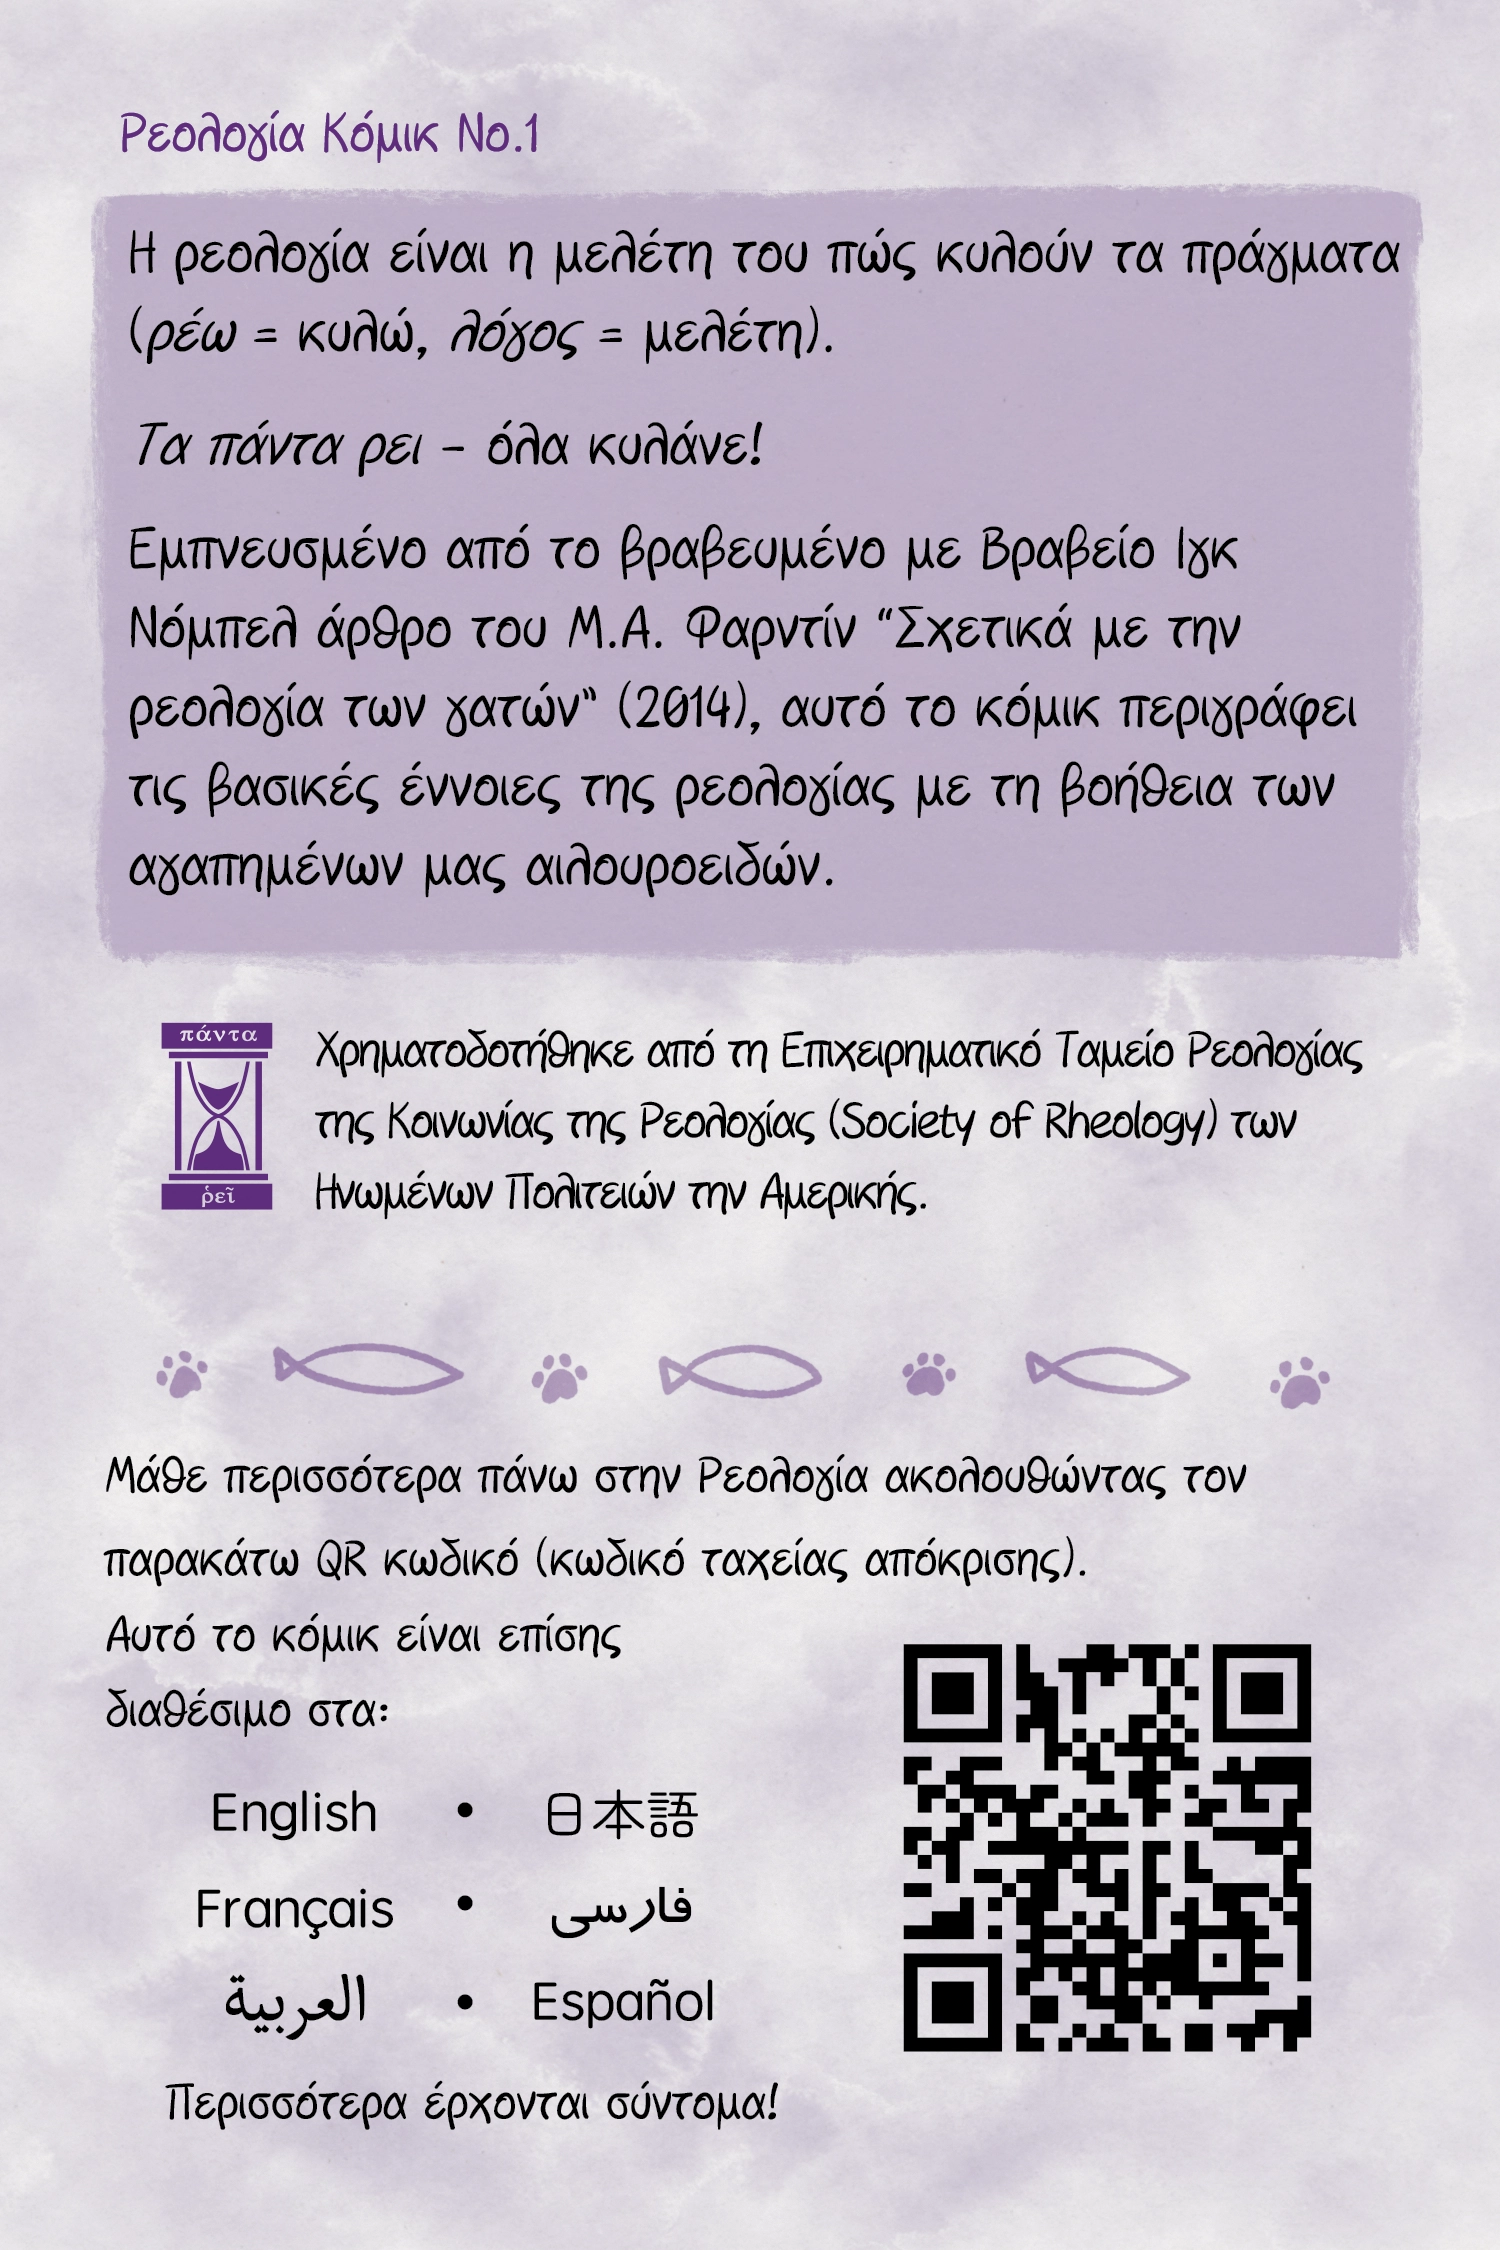 Ρεολογία Κόμικ Νο.1
Η ρεολογία είναι η μελέτη του πώς κυλούν τα πράγματα
(ρέω = κυλώ, λόγος = μελέτη).
Τα πάντα ρει – όλα κυλάνε!
Εμπνευσμένο από το βραβευμένο με Βραβείο Ιγκ
Νόμπελ άρθρο του Μ.Α. Φαρντίν “Σχετικά με την
ρεολογία των γατών” (2014), αυτό το κόμικ περιγράφει
τις βασικές έννοιες της ρεολογίας με τη βοήθεια των
αγαπημένων μας αιλουροειδών.
πάντα
ῥεῖ
Χρηματοδοτήθηκε από τη Επιχειρηματικό Ταμείο Ρεολογίας
της Κοινωνίας της Ρεολογίας (Society of Rheology) των
Ηνωμένων Πολιτειών την Αμερικής.
Μάθε περισσότερα πάνω στην Ρεολογία ακολουθώντας τον
παρακάτω QR κωδικό (κωδικό ταχείας απόκρισης).
Αυτό το κόμικ είναι επίσης
διαθέσιμο στα:
English • 日本語
Français • فارسی
العربية • Español
Περισσότερα έρχονται σύντομα!